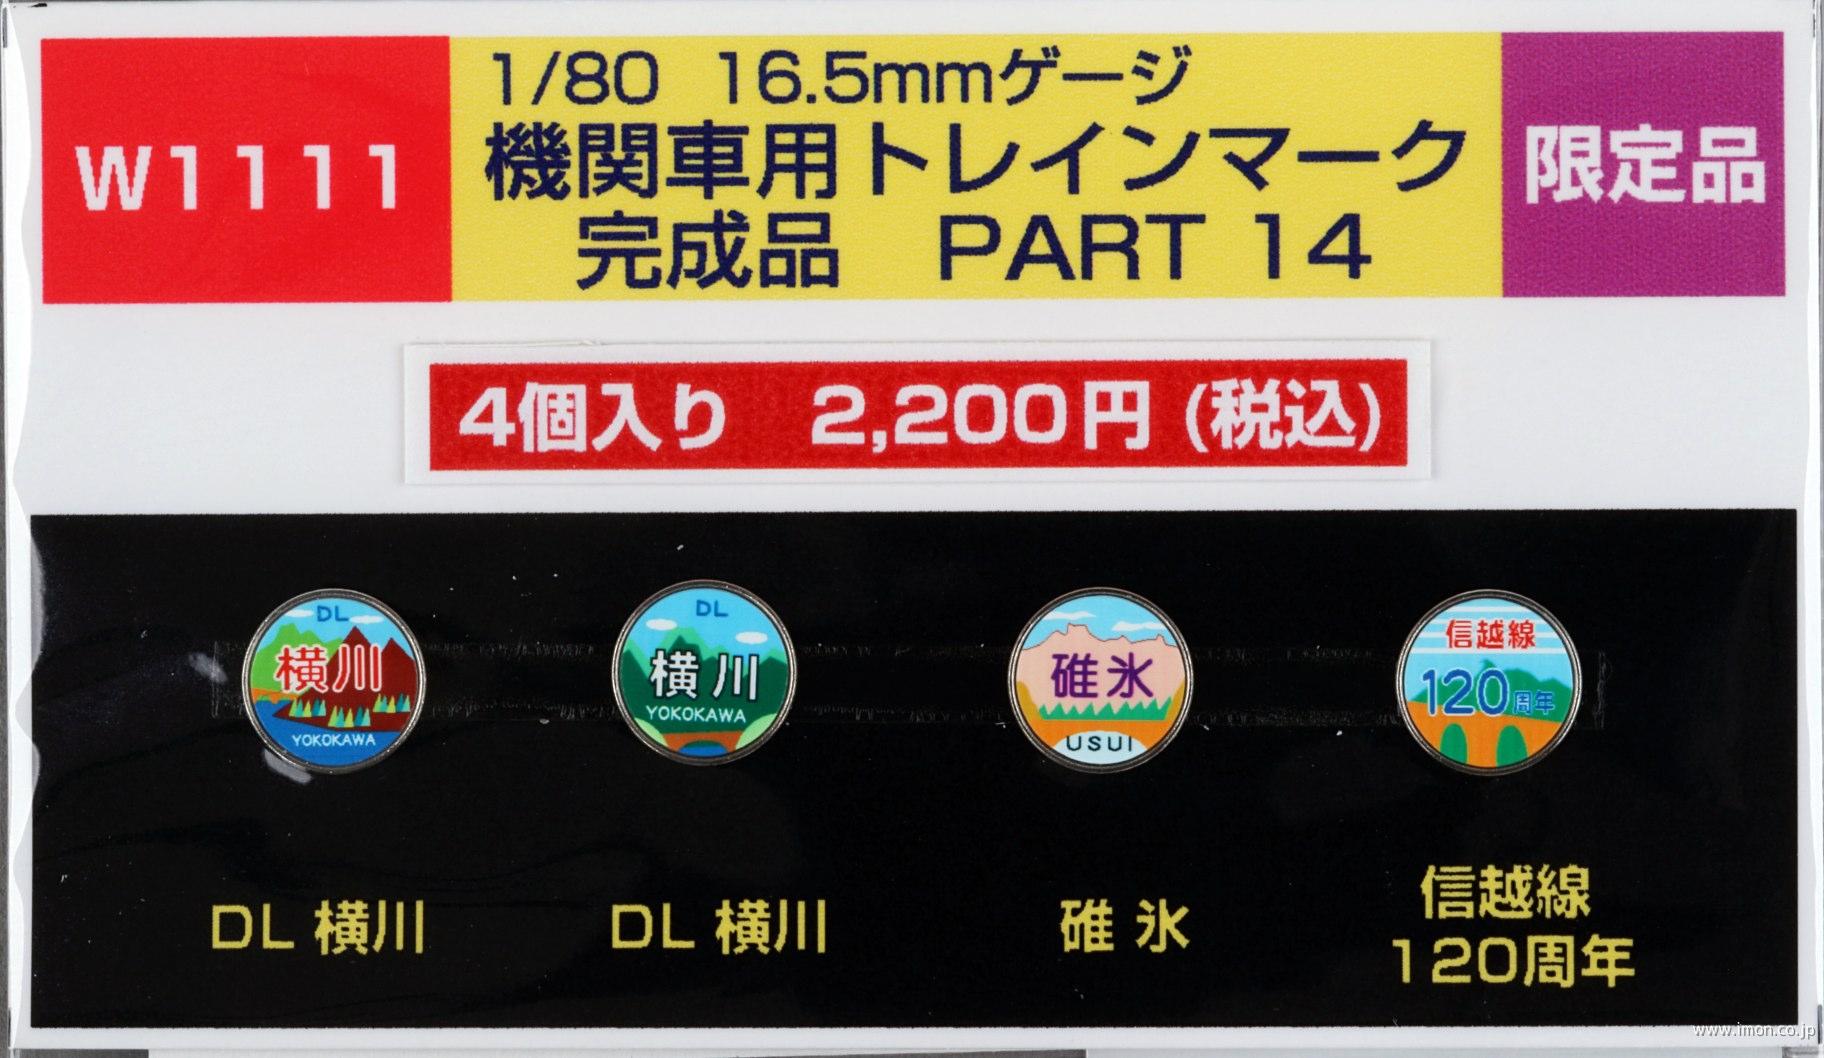 W1111
1/80 16.5mmゲージ
機関車用トレインマーク
完成品 PART 14
限定品
4個入り 2,200円 (税込)
DL
横川
YOKOKAWA
DL
横川
YOKOKAWA
碓氷
USUI
信越線
120周年
DL 横川
DL 横川
碓 氷
信越線
120周年
www.imon.co.jp